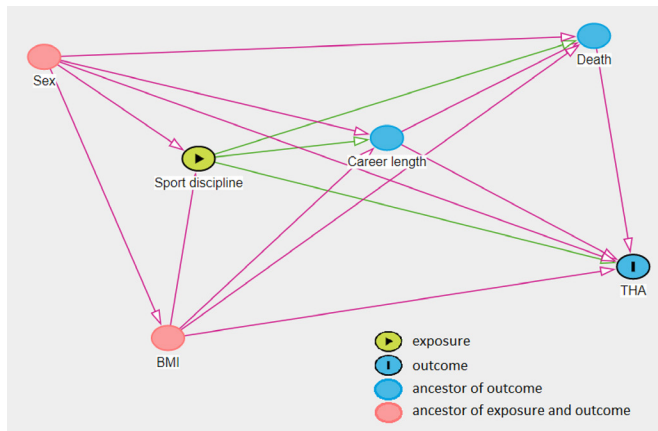 Sex
Death
Career length
Sport discipline
THA
BMI
exposure
outcome
ancestor of outcome
ancestor of exposure and outcome